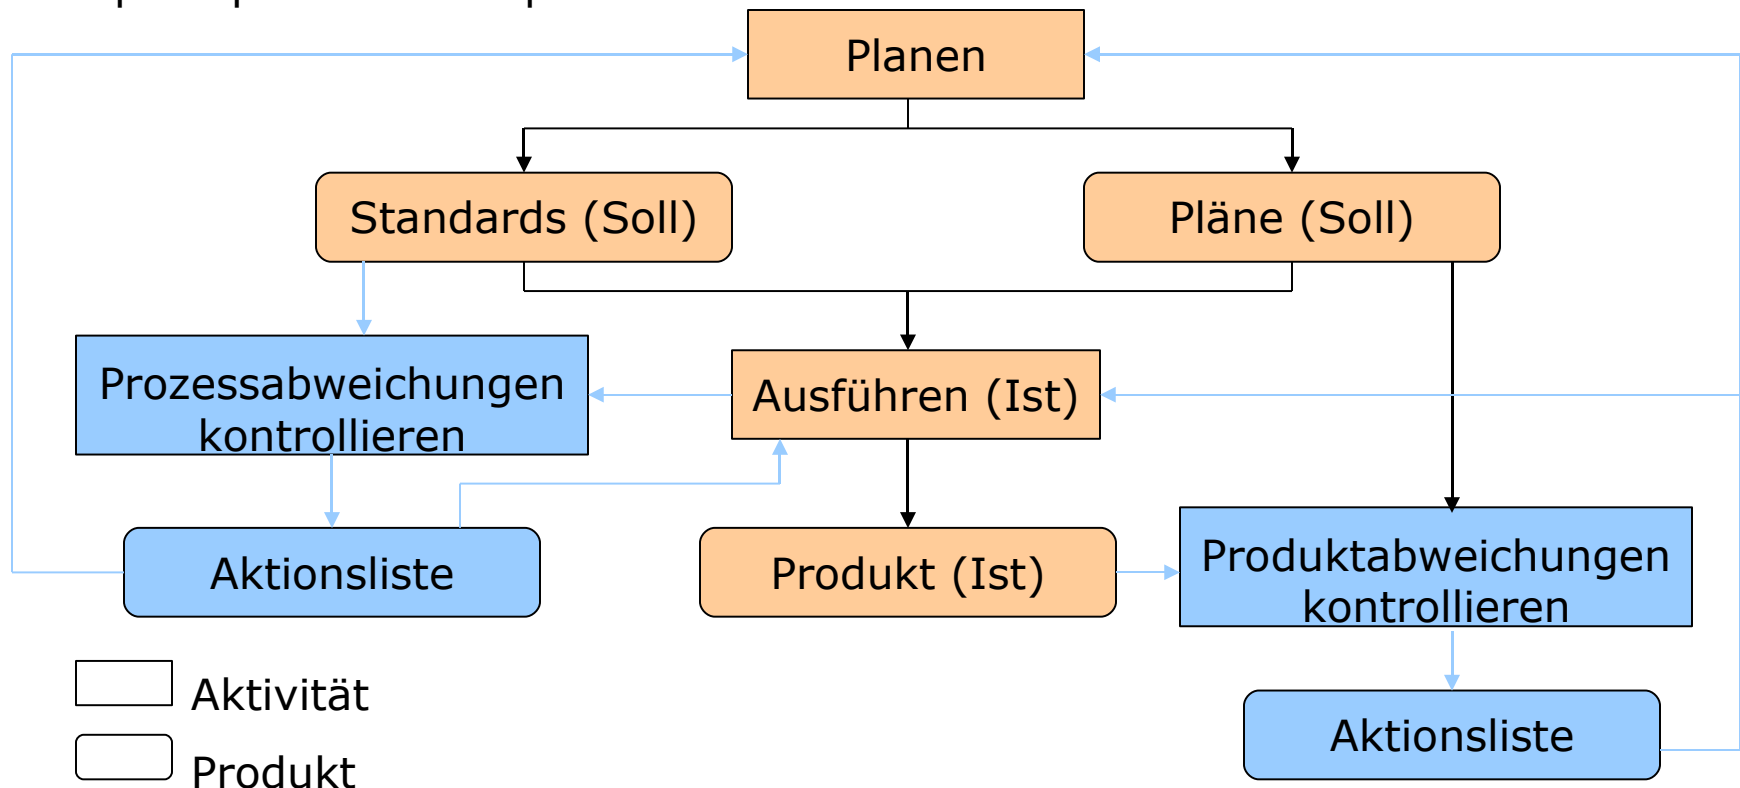 Planen
Standards (Soll)
Pläne (Soll)
Prozessabweichungen
kontrollieren
Ausführen (Ist)
Aktionsliste
Produkt (Ist)
Produktabweichungen
kontrollieren
Aktionsliste
Aktivität
Produkt